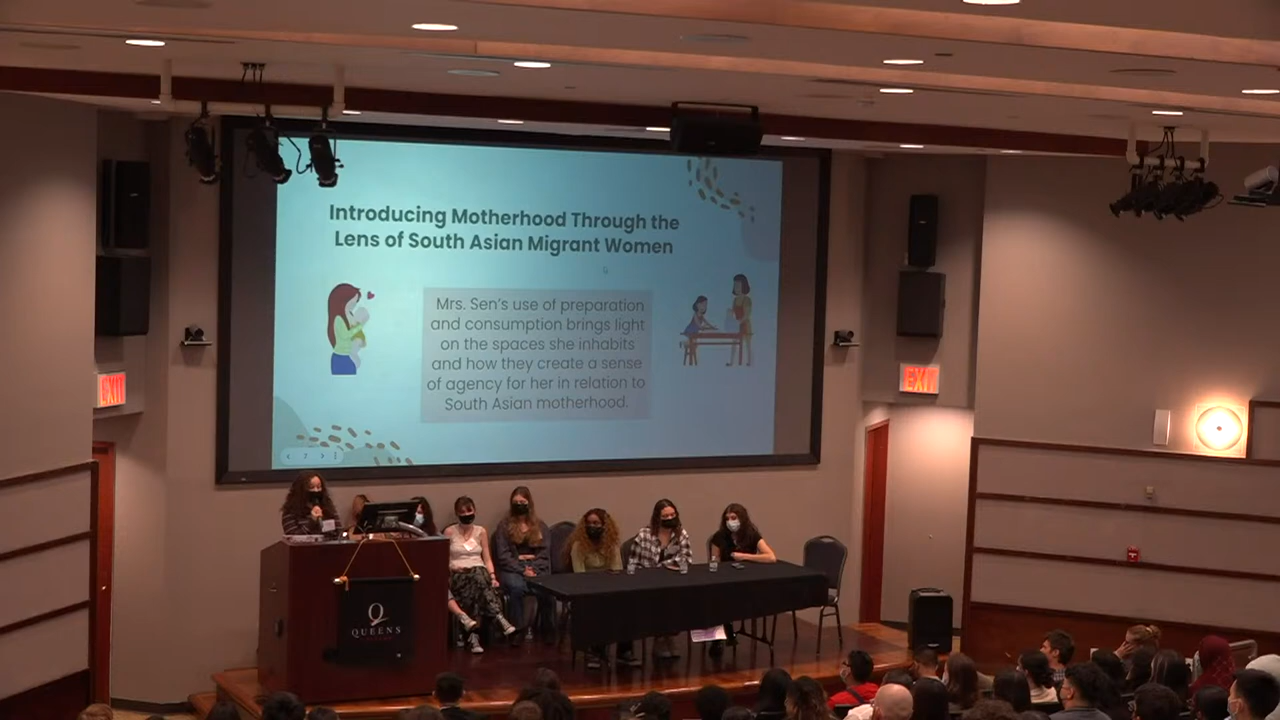 Introducing Motherhood Through the
Lens of South Asian Migrant Women
Mrs. Sen's use of preparation
and consumption brings light
on the spaces she inhabits
and how they create a sense
of agency for her in relation to
South Asian motherhood.
2
EXIT
EXIT
Q
QUEENS